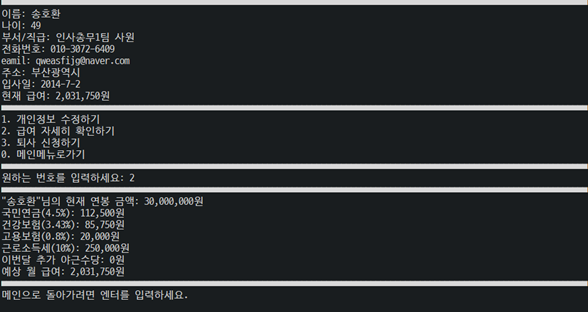 이름: 송호환
나이: 49
부서/직급: 인사총무1팀 사원
전화번호: 010-3072-6409
eamil: qweasfijg@naver.com
주소: 부산광역시
입사일: 2014-7-2
현재 급여: 2,031,750원
1. 개인정보 수정하기
2. 급여 자세히 확인하기
3. 퇴사 신청하기
0. 메인메뉴로가기
원하는 번호를 입력하세요: 2
"송호환"님의 현재 연봉 금액: 30,000,000원
국민연금(4.5%): 112,500원
건강보험(3.43%): 85,750원
고용보험(0.8%): 20,000원
근로소득세(10%): 250,000원
이번달 추가 야근수당: 0원
예상 월 급여: 2,031,750원
메인으로 돌아가려면 엔터를 입력하세요.